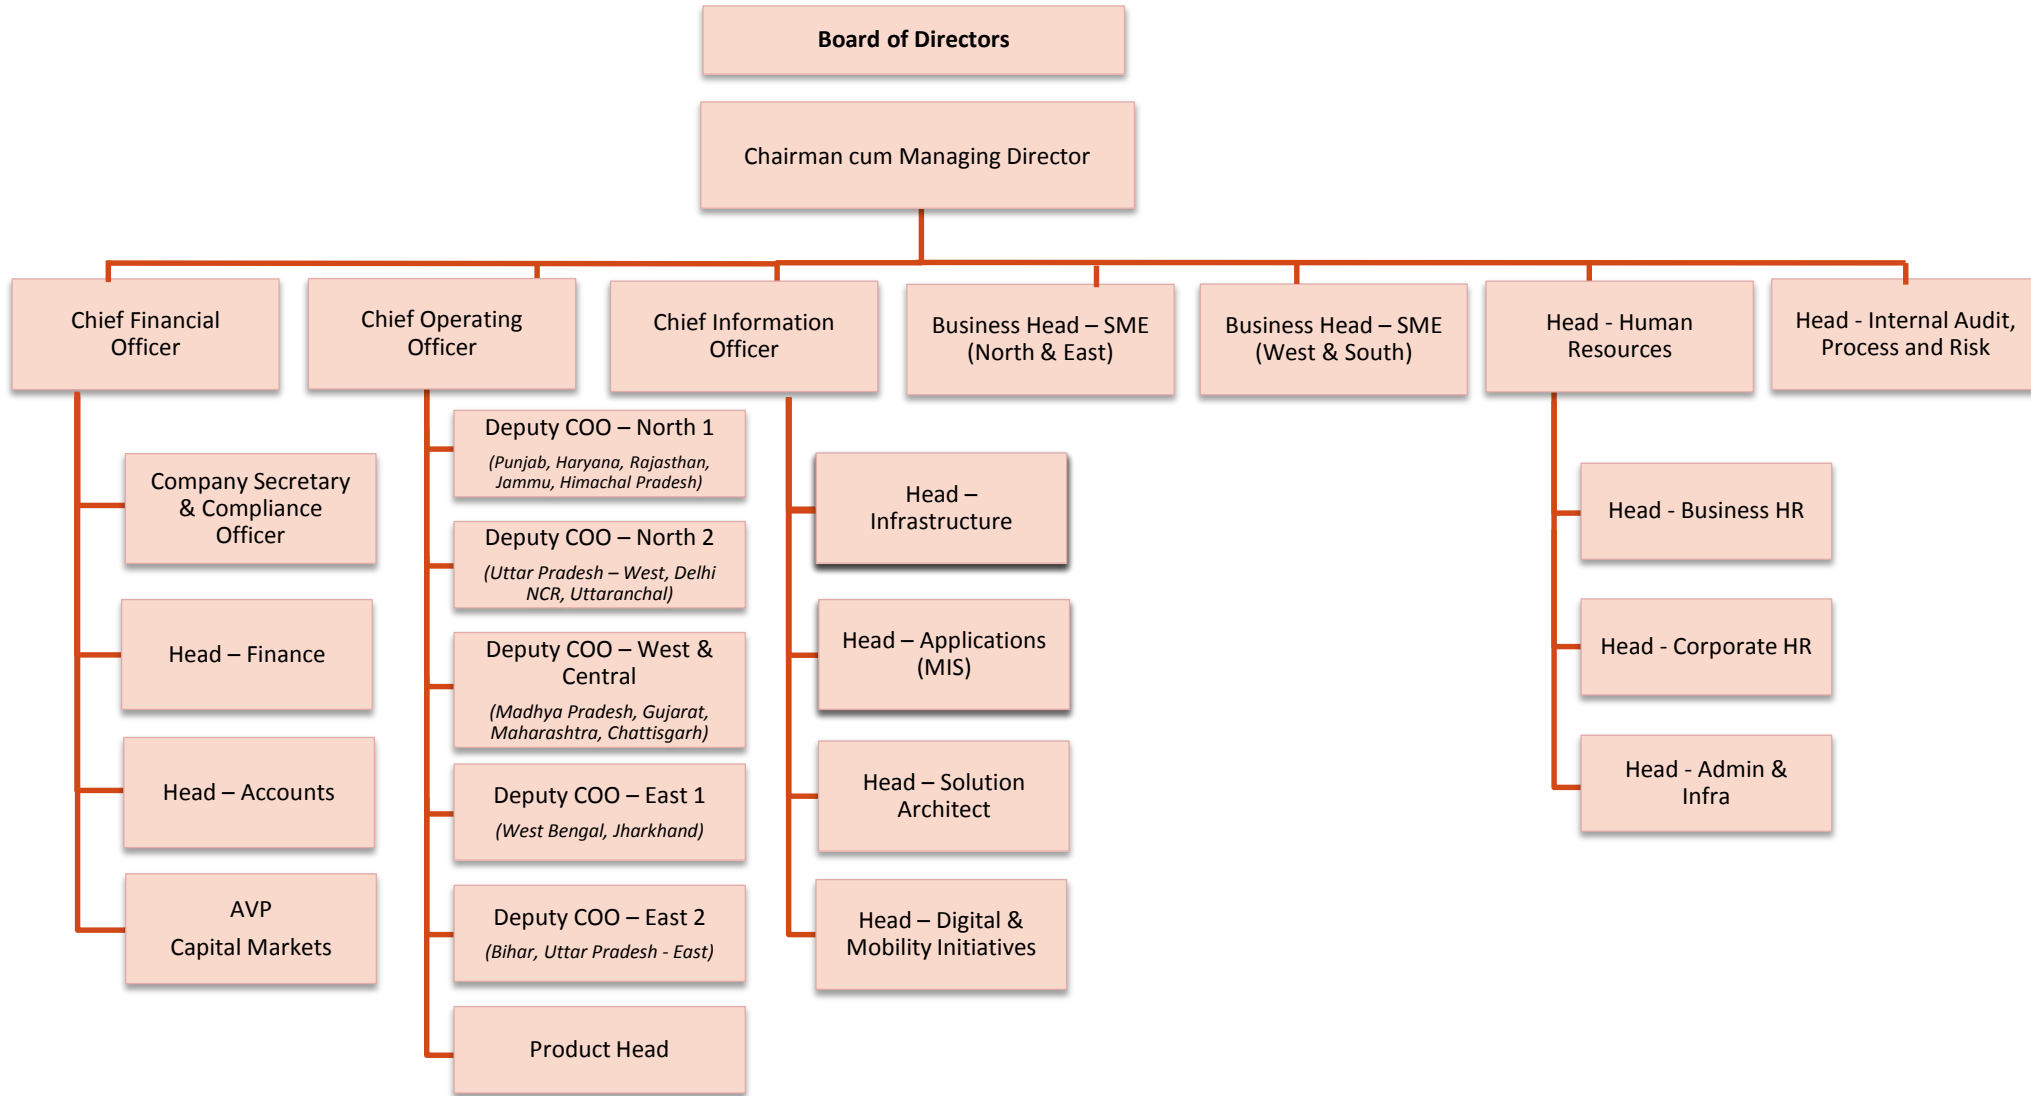 Board of Directors
Chairman cum Managing Director
Chief Financial
Officer
Chief Operating
Officer
Chief Information
Officer
Business Head – SME
(North & East)
Business Head – SME
(West & South)
Head - Human
Resources
Head - Internal Audit,
Process and Risk
Company Secretary
& Compliance
Officer
Head – Finance
Head – Accounts
AVP
Capital Markets
Deputy COO – North 1
(Punjab, Haryana, Rajasthan,
Jammu, Himachal Pradesh)
Deputy COO – North 2
(Uttar Pradesh – West, Delhi
NCR, Uttaranchal)
Deputy COO – West &
Central
(Madhya Pradesh, Gujarat,
Maharashtra, Chattisgarh)
Deputy COO – East 1
(West Bengal, Jharkhand)
Deputy COO – East 2
(Bihar, Uttar Pradesh - East)
Product Head
Head –
Infrastructure
Head – Applications
(MIS)
Head – Solution
Architect
Head – Digital &
Mobility Initiatives
Head - Business HR
Head - Corporate HR
Head - Admin &
Infra